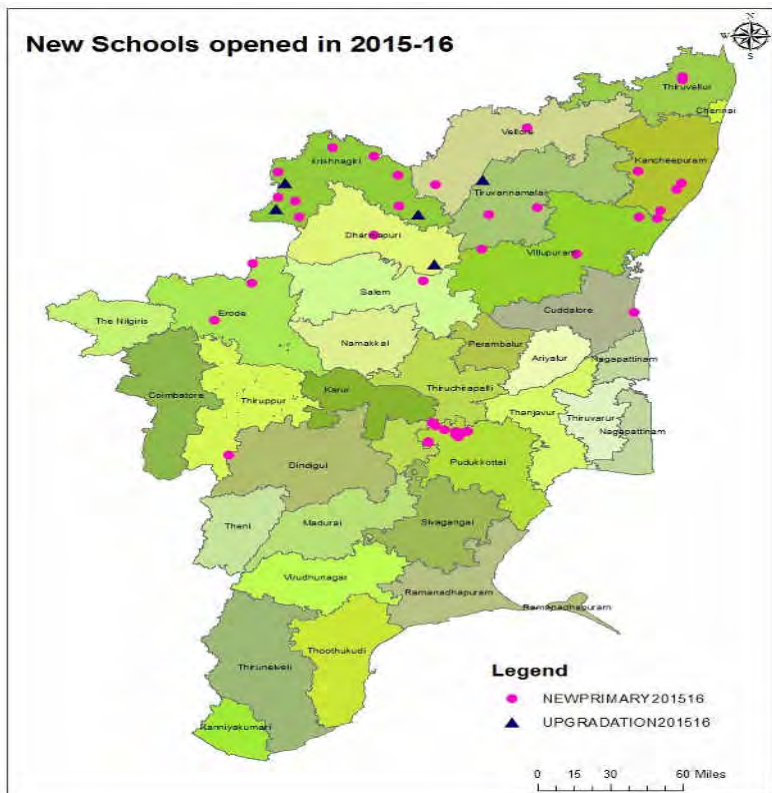 New Schools opened in 2015-16
N
W
E
S
Thiruvellur
Chennai
Vellore
Kancheepuram
Krishnagiri
Tiruvannamalai
Dharmapuri
Villupuram
Salem
Cuddalore
The Nilgiris
Erode
Namakkal
Perambalur
Ariyalur
Nagapattinam
Coimbatore
Thiruppur
Karur
Thiruchirapalli
Thanjavur
Thiruvarur
Nagapattinam
Pudukkottai
Dindigul
Theni
Madurai
Sivagangai
Virudhunagar
Ramanadhapuram
Ramanadhapuram
Thoothukudi
Thirunelveli
Kanniyakumari
Legend
NEWPRIMARY201516
UPGRADATION201516
0 15 30 60 Miles